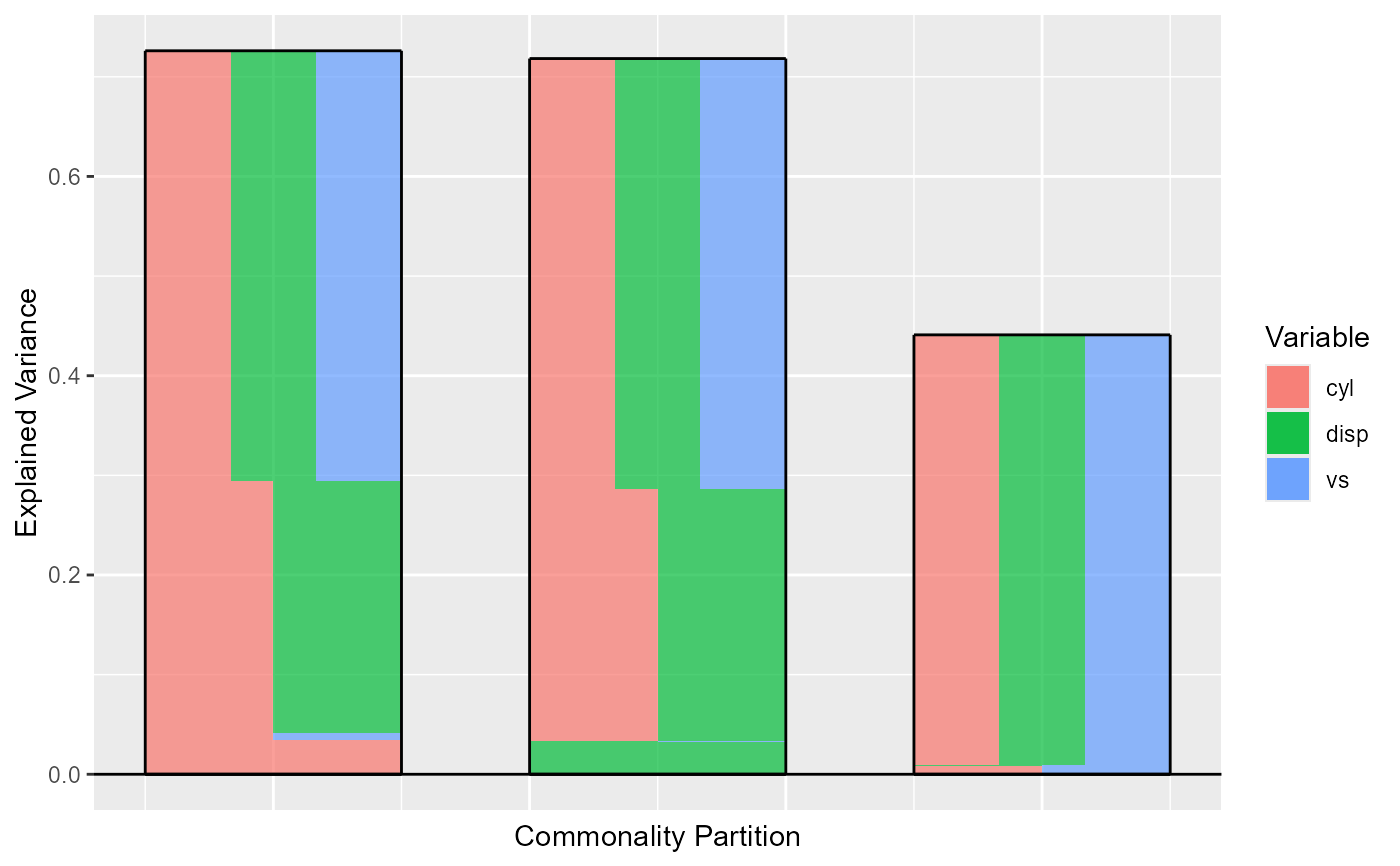 Explained Variance
0.6
0.4
0.2
0.0
Commonality Partition
Variable
cyl
disp
vs